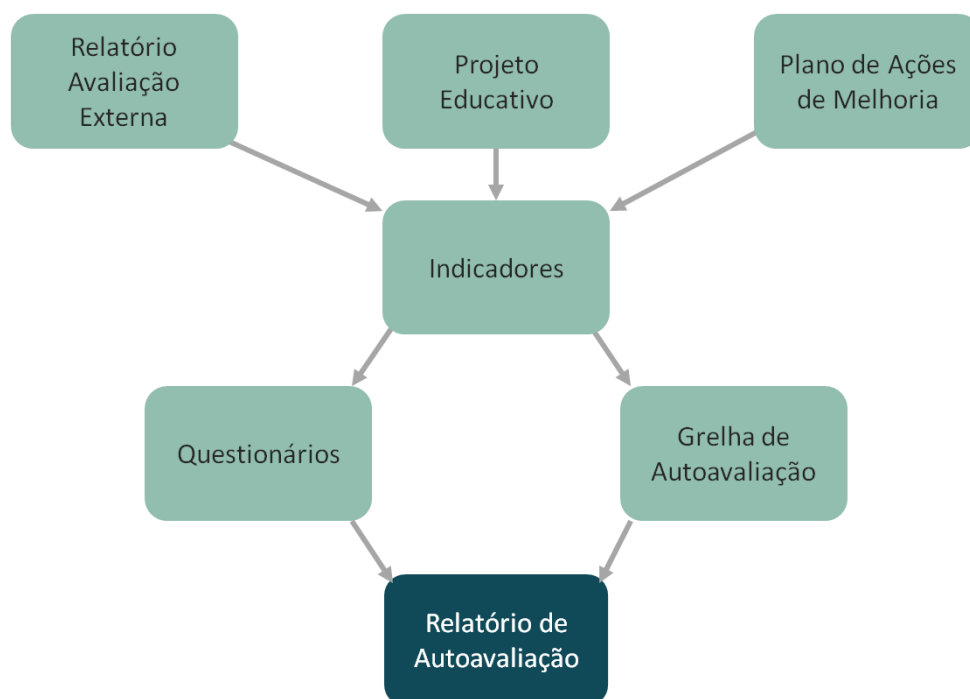 Relatório
Avaliação
Externa
Projeto
Educativo
Plano de Ações
de Melhoria
Indicadores
Questionários
Grelha de
Autoavaliação
Relatório de
Autoavaliação